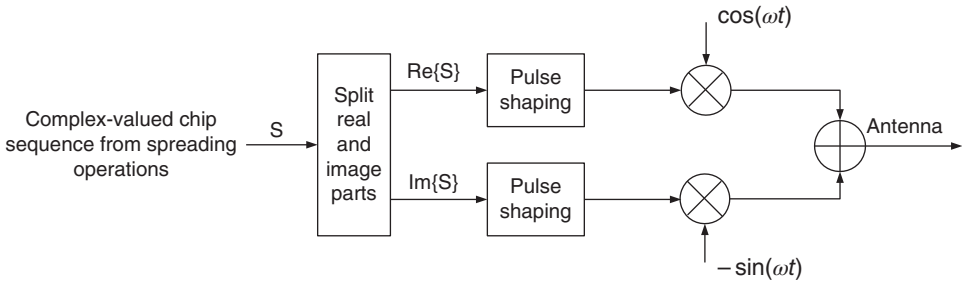 cos(ωt)
Complex-valued chip
sequence from spreading
operations
S
Split
real
and
image
parts
Re{S}
Pulse
shaping
Antenna
Im{S}
Pulse
shaping
– sin(ωt)